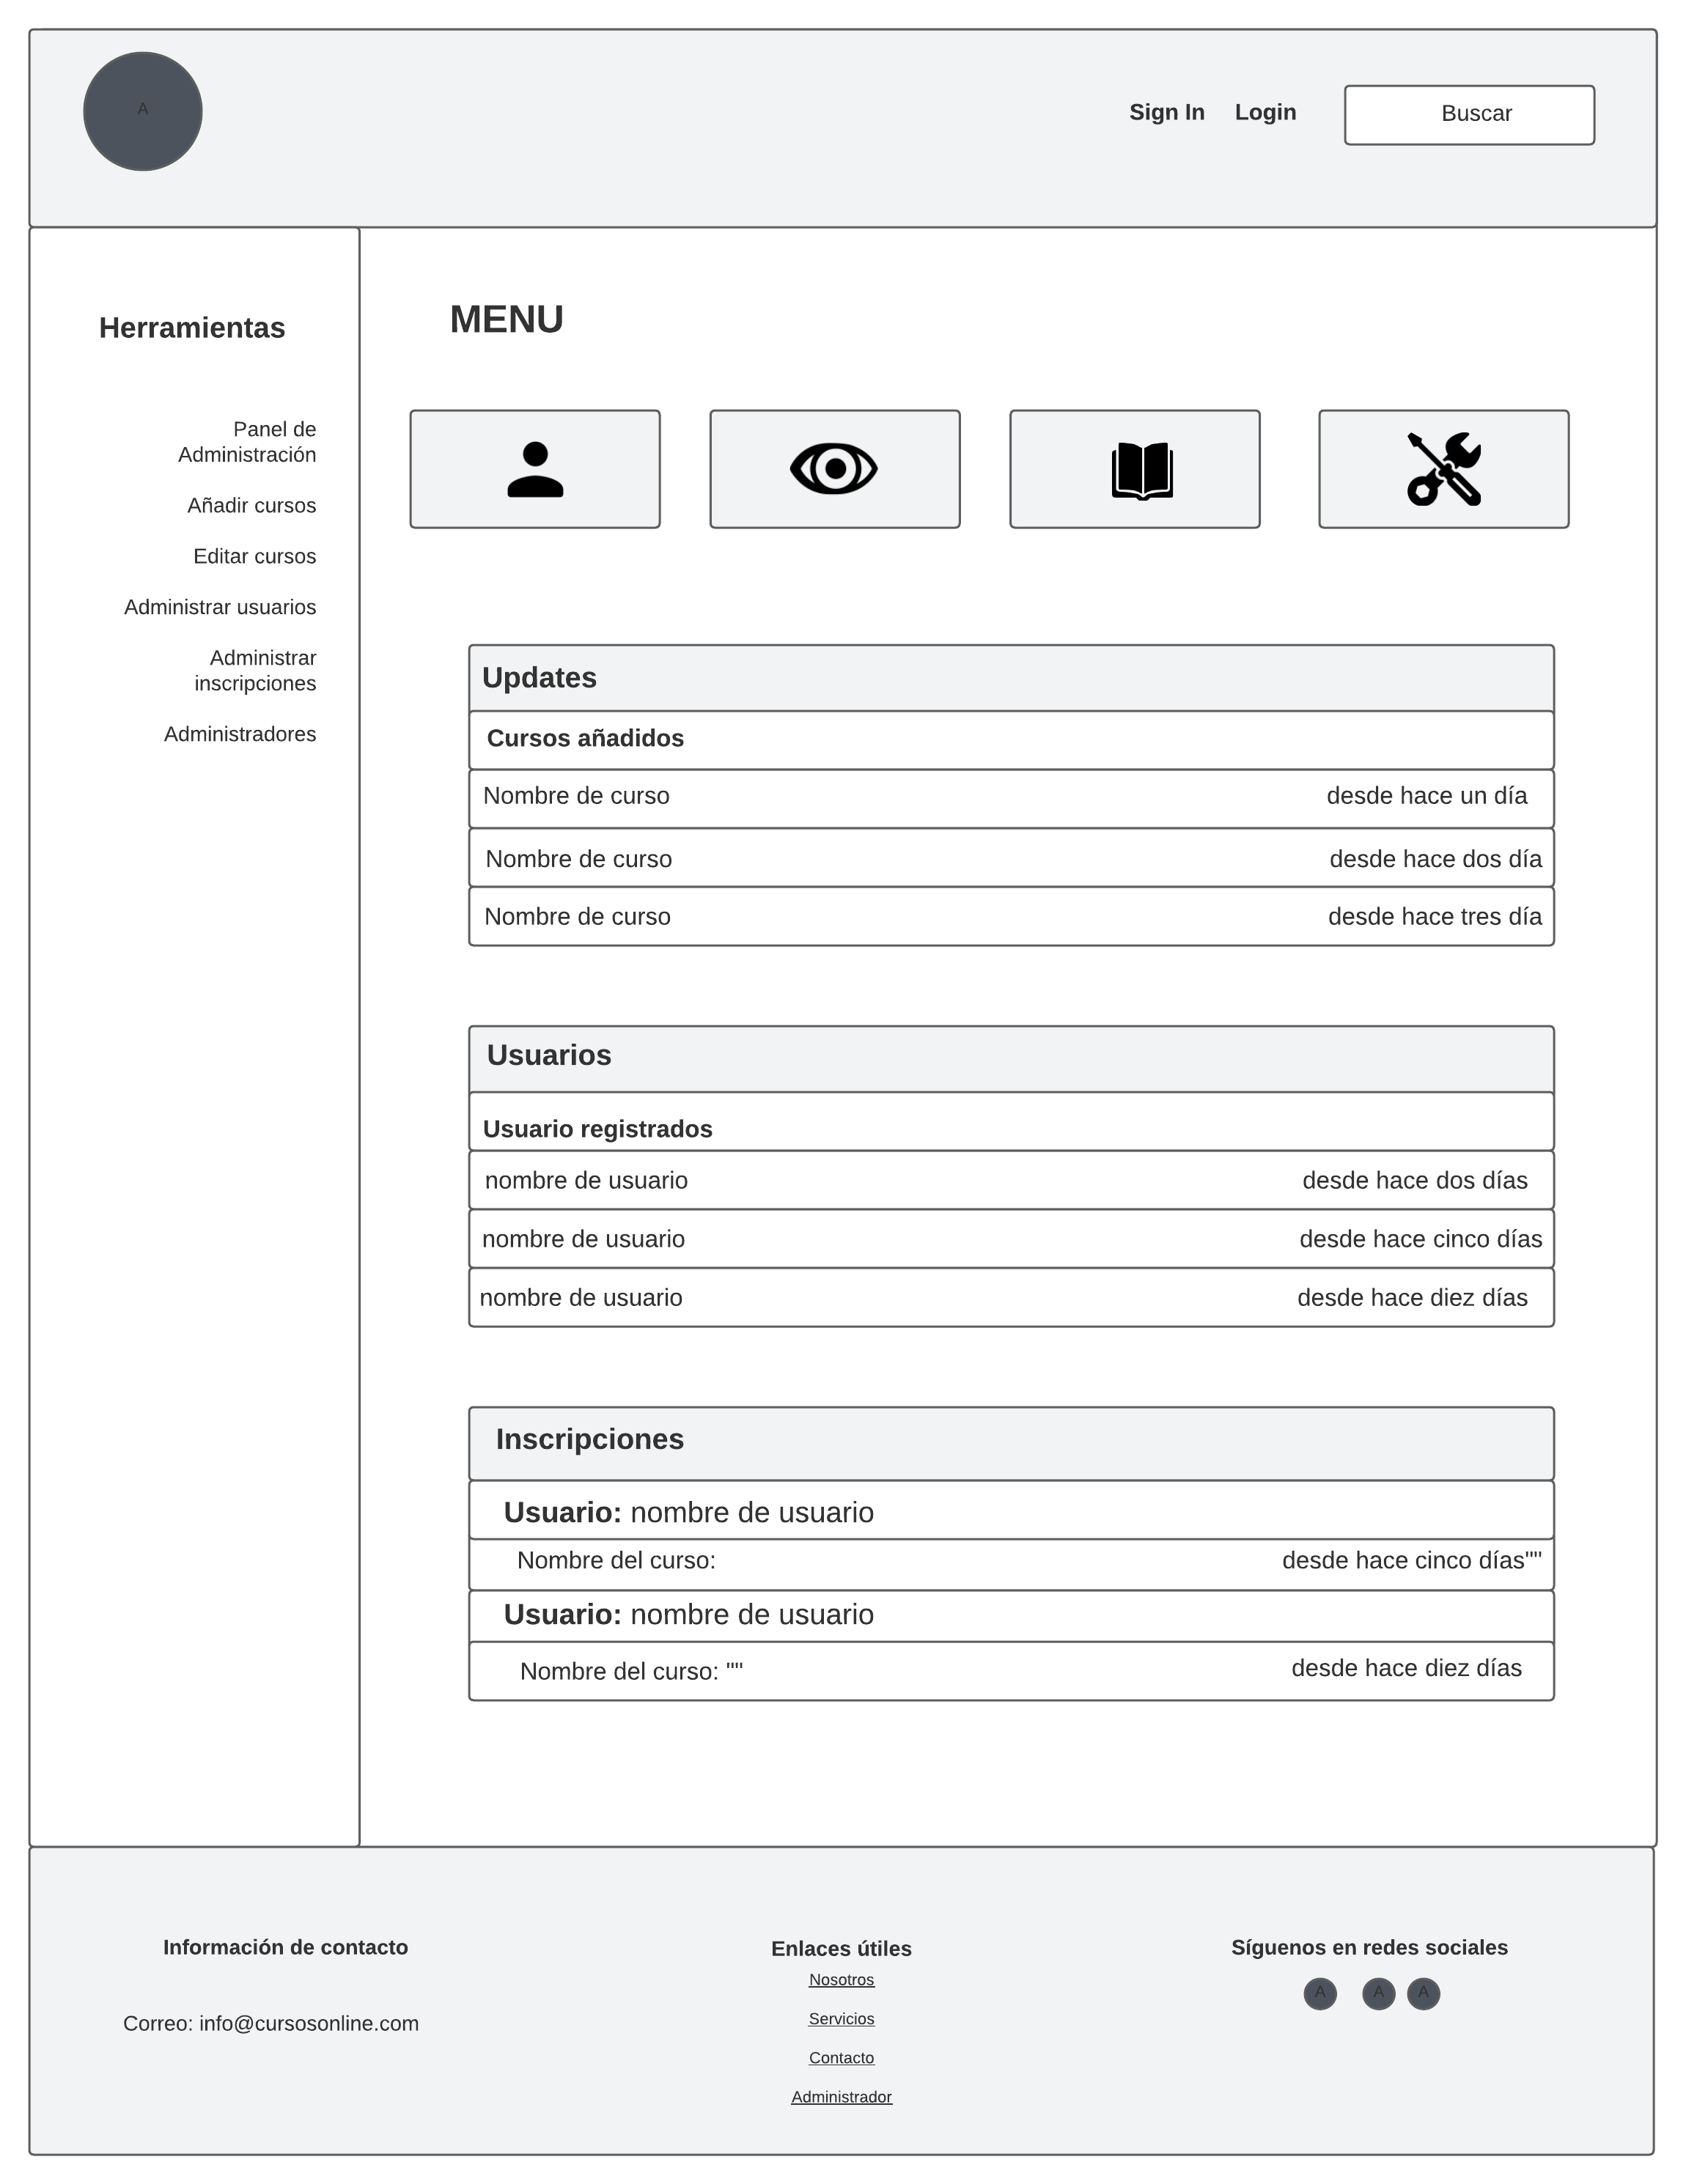 A
Sign In
Login
Buscar
Herramientas
Panel de
Administración
Añadir cursos
Editar cursos
Administrar usuarios
Administrar
inscripciones
Administradores
MENU
Updates
Cursos añadidos
Nombre de curso desde hace un día
Nombre de curso desde hace dos día
Nombre de curso desde hace tres día
Usuarios
Usuario registrados
nombre de usuario desde hace dos días
nombre de usuario desde hace cinco días
nombre de usuario desde hace diez días
Inscripciones
Usuario: nombre de usuario
Nombre del curso: desde hace cinco días""
Usuario: nombre de usuario
Nombre del curso: "" desde hace diez días
Información de contacto
Correo: info@cursosonline.com
Enlaces útiles
Nosotros
Servicios
Contacto
Administrador
Síguenos en redes sociales
A A A